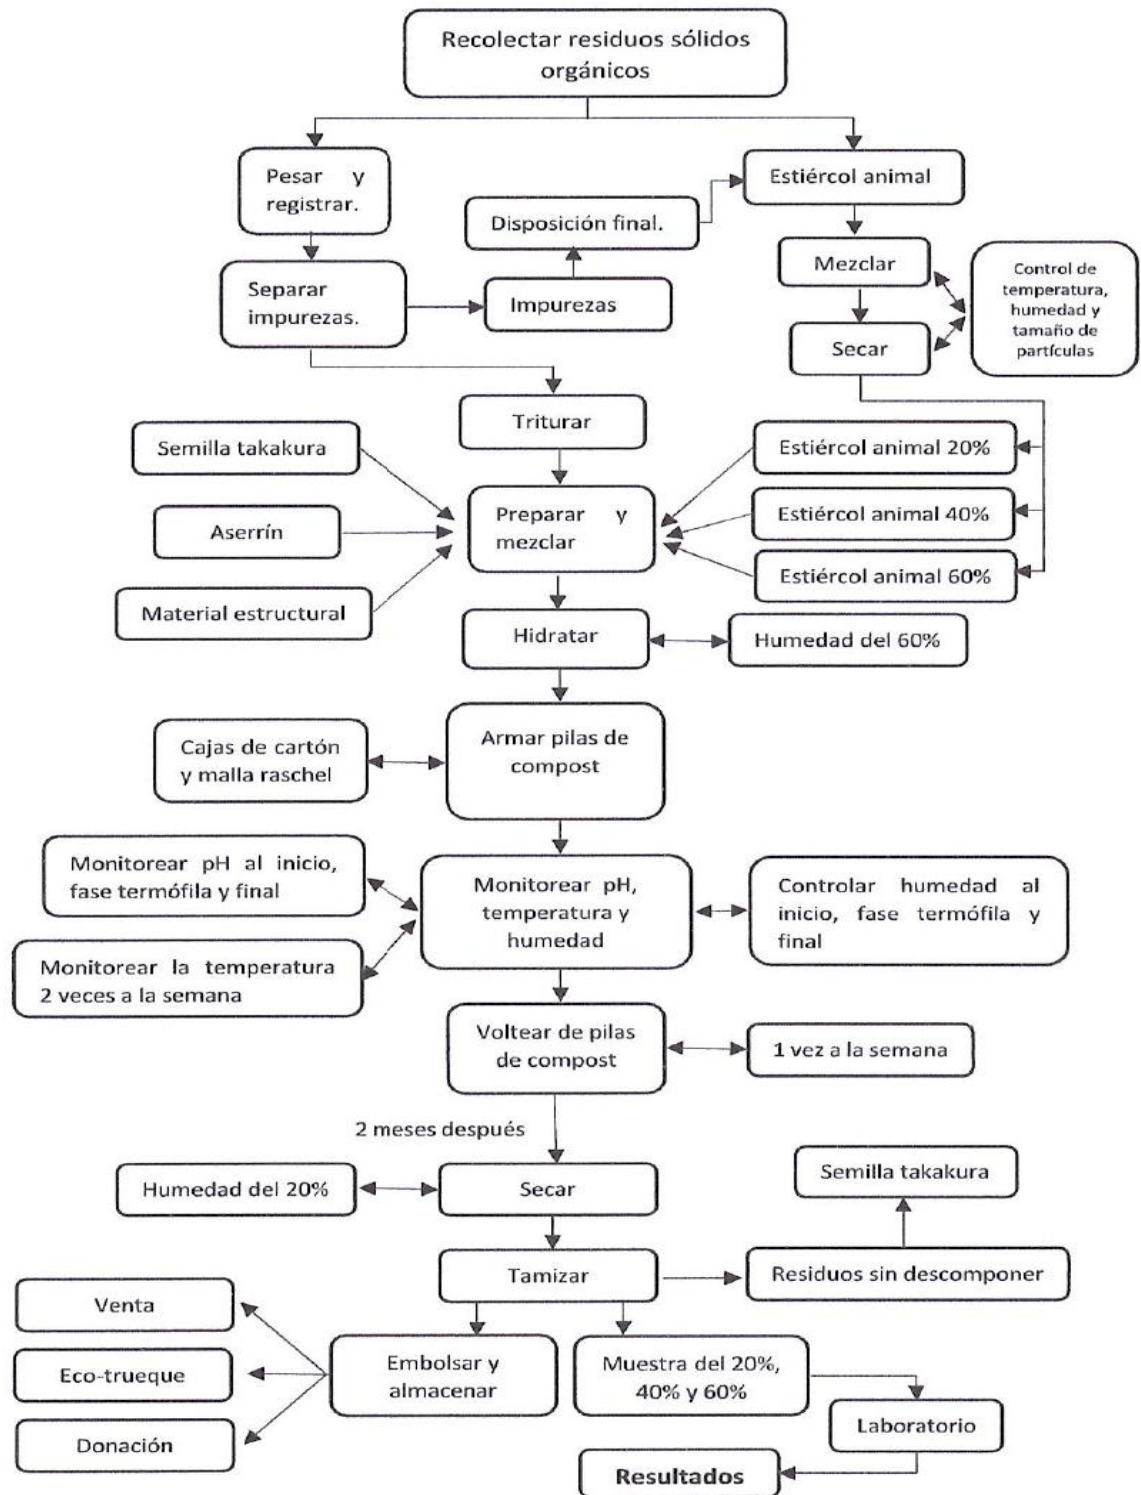 Recolectar residuos sólidos
orgánicos
Pesar y
registrar.
Estiércol animal
Disposición final.
Mezclar
Control de
temperatura,
humedad y
tamaño de
partículas
Separar
impurezas.
Impurezas
Secar
Triturar
Semilla takakura
Estiércol animal 20%
Preparar y
mezclar
Aserrín
Estiércol animal 40%
Estiércol animal 60%
Material estructural
Hidratar
Humedad del 60%
Cajas de cartón
y malla raschel
Armar pilas de
compost
Monitorear pH al inicio,
fase termófila y final
Monitorear pH,
temperatura y
humedad
Controlar humedad al
inicio, fase termófila y
final
Monitorear la temperatura
2 veces a la semana
Voltear de pilas
de compost
1 vez a la semana
2 meses después
Semilla takakura
Humedad del 20%
Secar
Tamizar
Residuos sin descomponer
Venta
Eco-trueque
Donación
Embolsar y
almacenar
Muestra del 20%,
40% y 60%
Laboratorio
Resultados